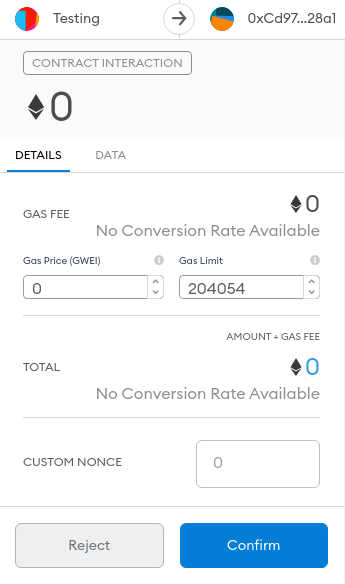 Testing
0xCd97...28a1
CONTRACT INTERACTION
0
DETAILS
DATA
GAS FEE
0
No Conversion Rate Available
Gas Price (GWEI)
Gas Limit
0
204054
AMOUNT + GAS FEE
TOTAL
0
No Conversion Rate Available
CUSTOM NONCE
0
Reject
Confirm